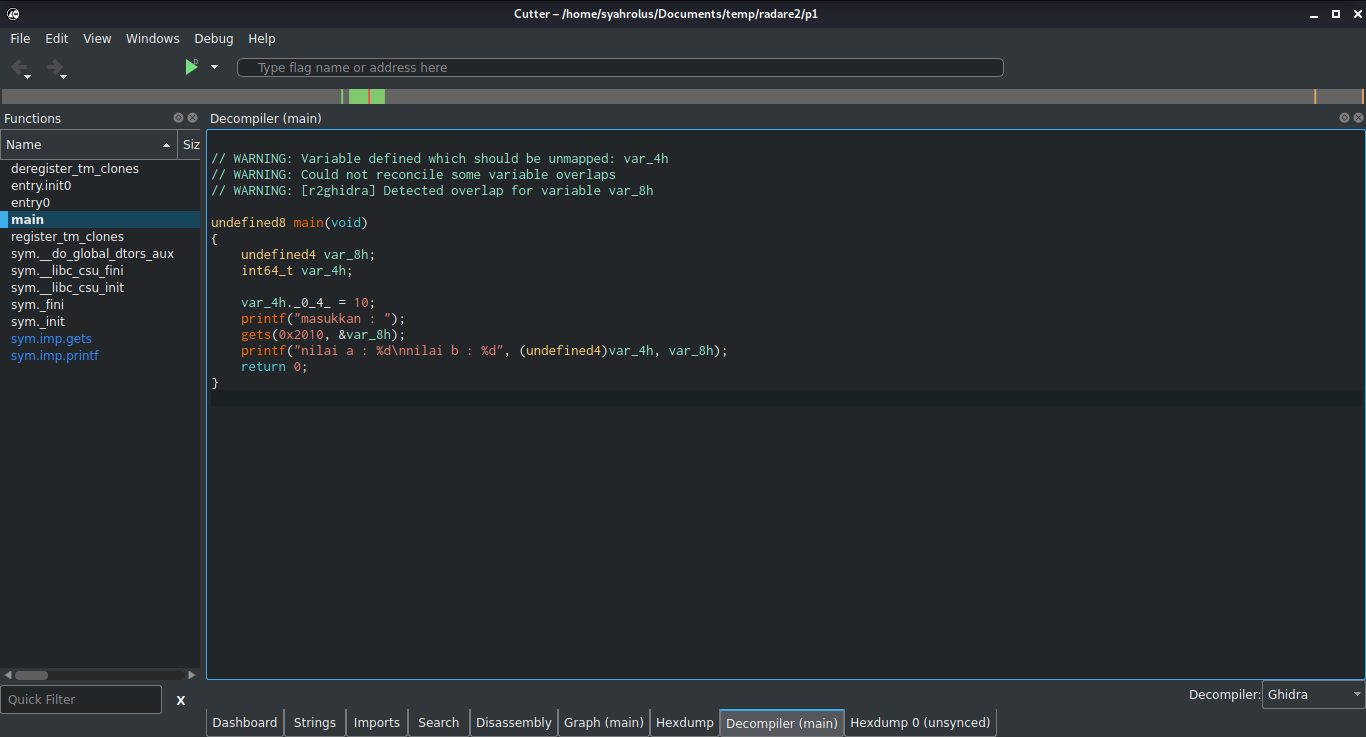 Cutter – /home/syahrolus/Documents/temp/radare2/p1
File Edit View Windows Debug Help
Type flag name or address here
Functions
Name Siz
deregister_tm_clones
entry.init0
entry0
main
register_tm_clones
sym.__do_global_dtors_aux
sym.__libc_csu_fini
sym.__libc_csu_init
sym._fini
sym._init
sym.imp.gets
sym.imp.printf
Quick Filter X
Decompiler (main)
// WARNING: Variable defined which should be unmapped: var_4h
// WARNING: Could not reconcile some variable overlaps
// WARNING: [r2ghidra] Detected overlap for variable var_8h
undefined8 main(void)
{
    undefined4 var_8h;
    int64_t var_4h;
    var_4h._0_4_ = 10;
    printf("masukkan : ");
    gets(0x2010, &var_8h);
    printf("nilai a : %d\nnilai b : %d", (undefined4)var_4h, var_8h);
    return 0;
}
Decompiler: Ghidra
Dashboard Strings Imports Search Disassembly Graph (main) Hexdump Decompiler (main) Hexdump 0 (unsynced)